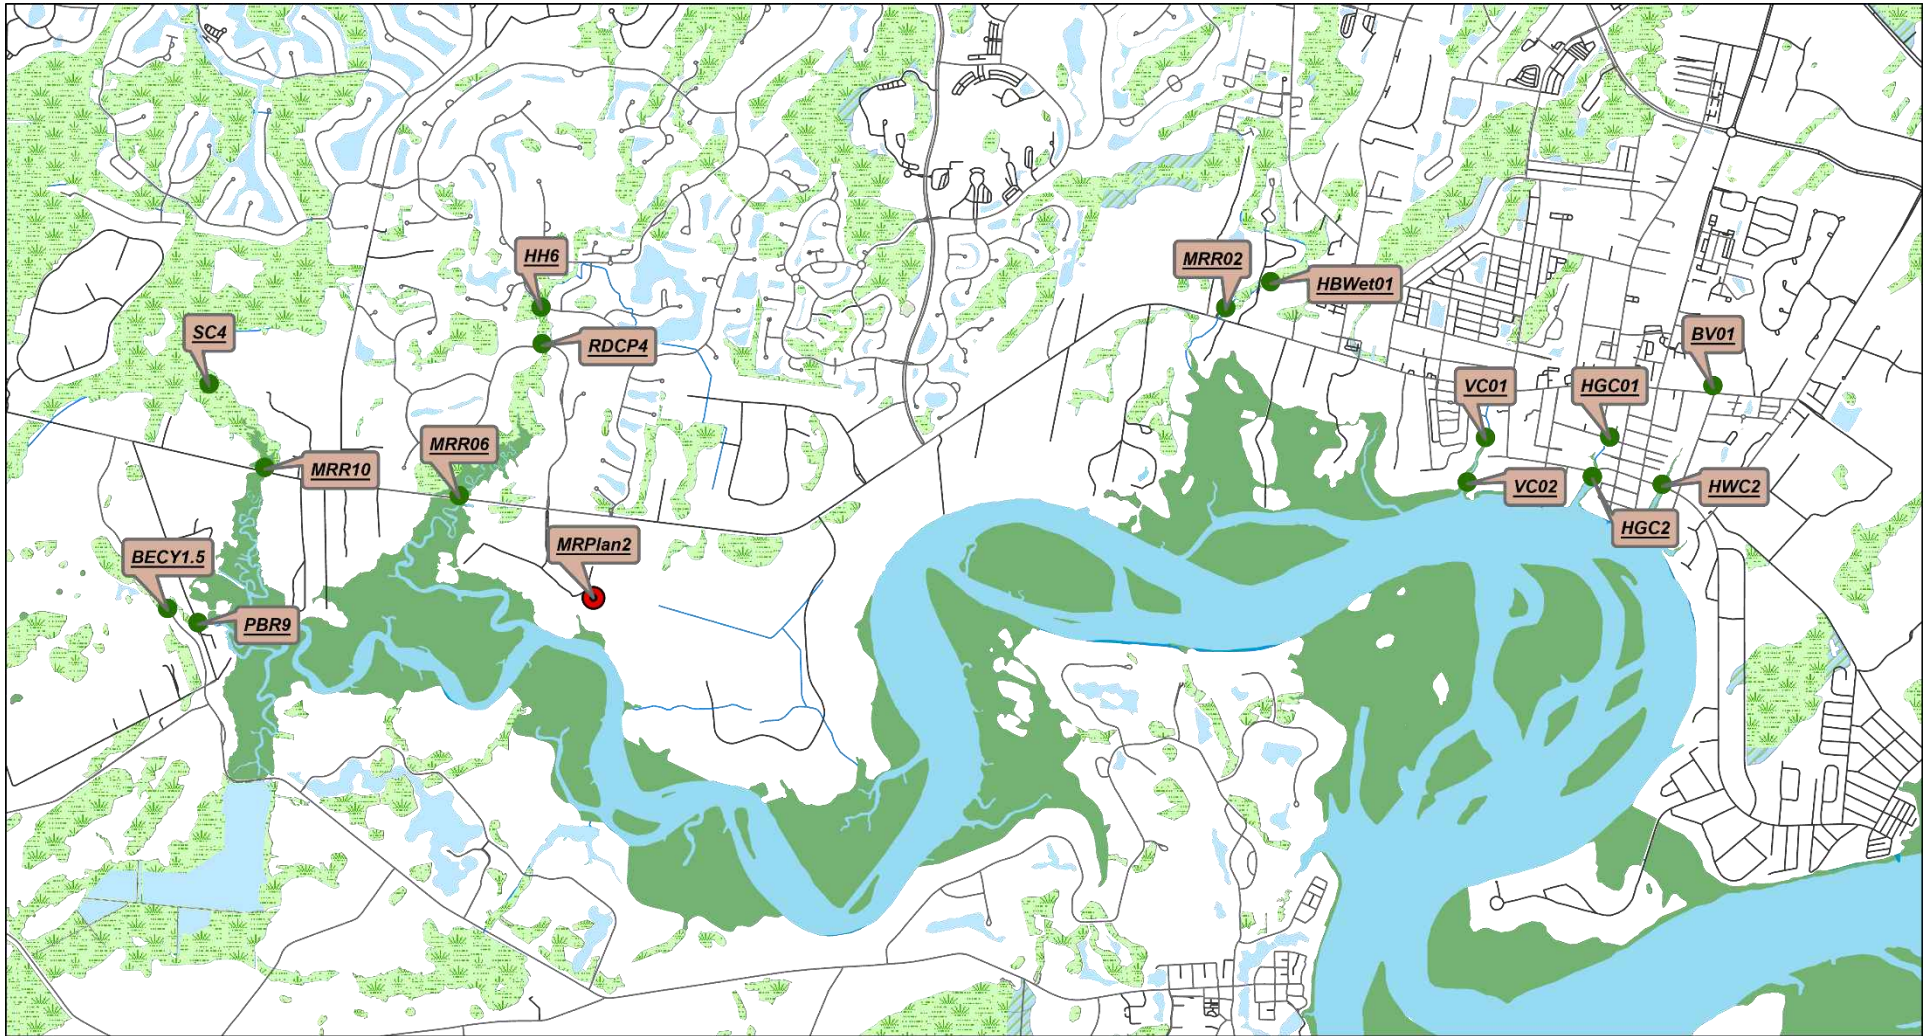 HH6
MRR02
HBWet01
SC4
RDCP4
BV01
VC01
HGC01
MRR06
MRR10
VC02
HWC2
HGC2
MRPlan2
BECY1.5
PBR9